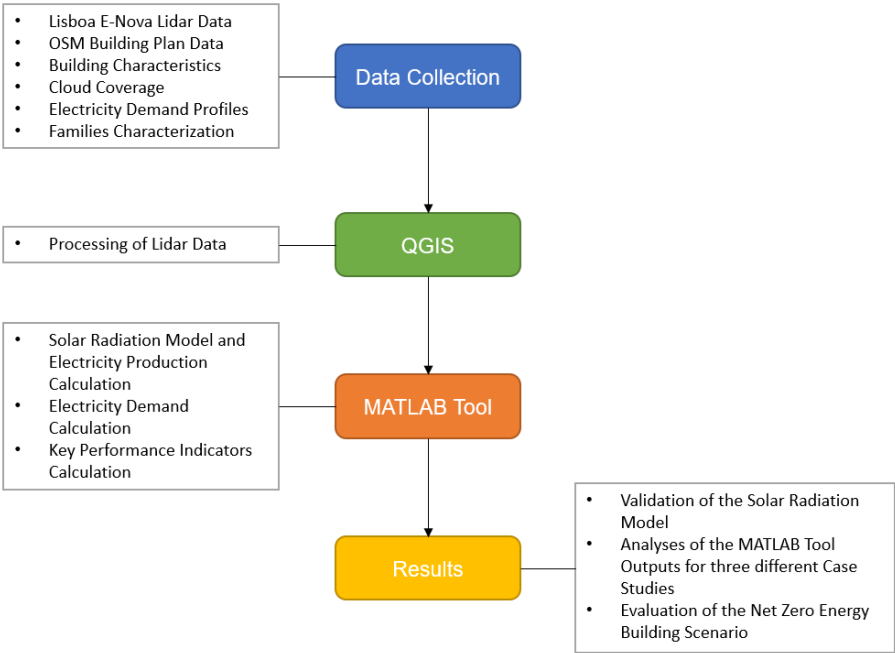 • Lisboa E-Nova Lidar Data
• OSM Building Plan Data
• Building Characteristics
• Cloud Coverage
• Electricity Demand Profiles
• Families Characterization
Data Collection
• Processing of Lidar Data
QGIS
• Solar Radiation Model and
Electricity Production
Calculation
• Electricity Demand
Calculation
• Key Performance Indicators
Calculation
MATLAB Tool
Results
• Validation of the Solar Radiation
Model
• Analyses of the MATLAB Tool
Outputs for three different Case
Studies
• Evaluation of the Net Zero Energy
Building Scenario